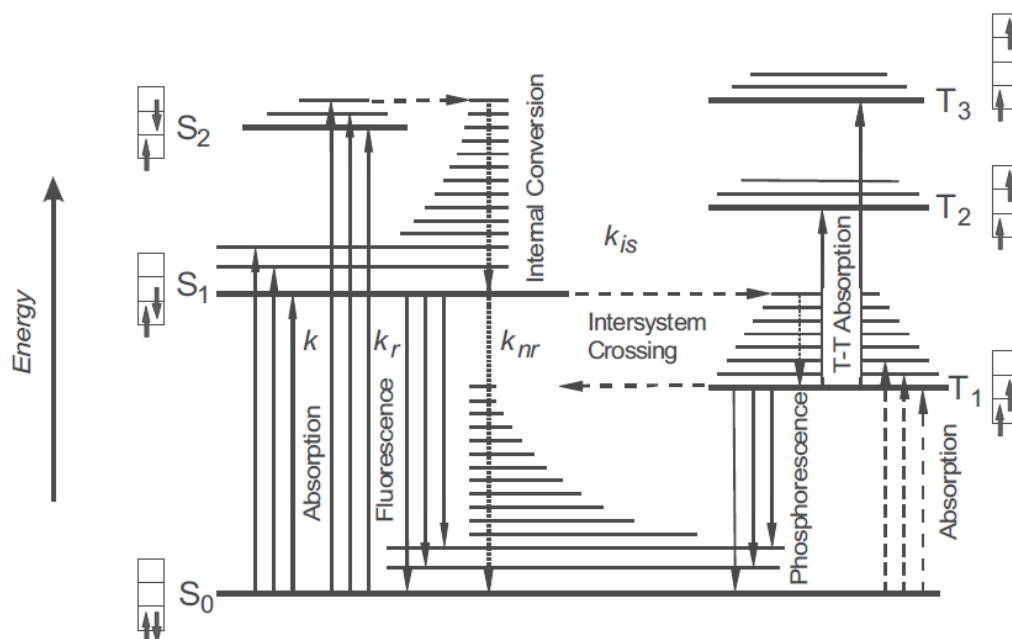 S2
S1
S0
T3
T2
T1
Energy
k
kr
knr
kis
Absorption
Fluorescence
Internal Conversion
Intersystem
Crossing
T-T Absorption
Phosphorescence
Absorption